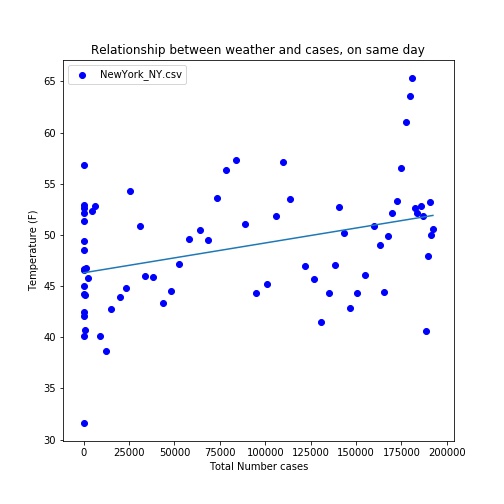 Relationship between weather and cases, on same day
NewYork_NY.csv
65
60
55
50
45
40
35
30
Temperature (F)
0 25000 50000 75000 100000 125000 150000 175000 200000
Total Number cases